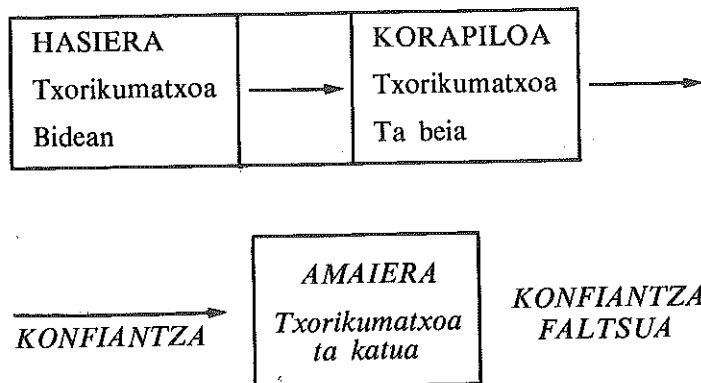 HASIERA
Txorikumatxoa
Bidean
KORAPILOA
Txorikumatxoa
Ta beia
KONFIANTZA
AMAIERA
Txorikumatxoa
ta katua
KONFIANTZA
FALTSUA